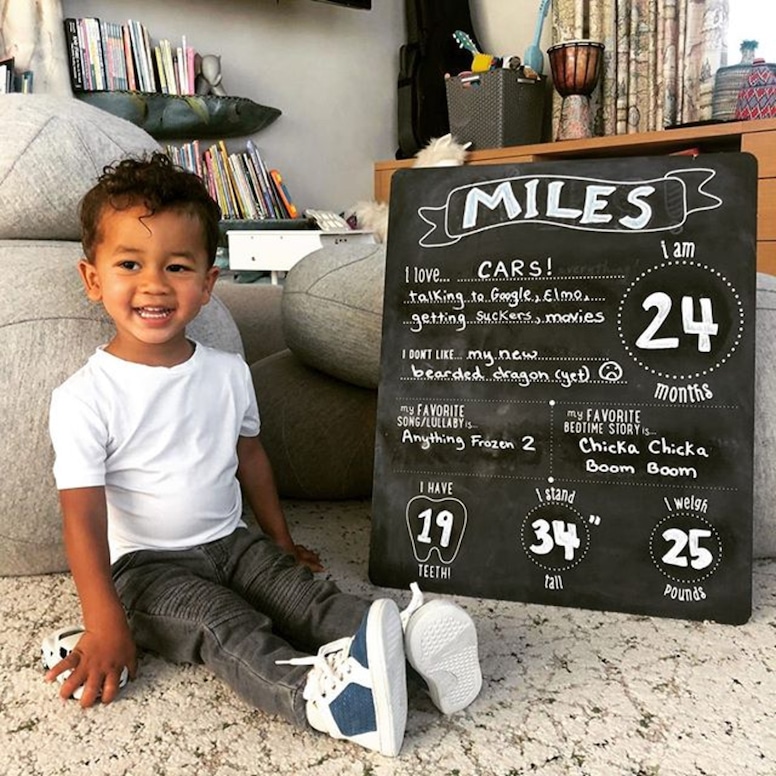 MILES
I love... CARS!
talking to Google, Elmo,
getting suckers, movies
I DON'T LIKE... my new
bearded dragon (yet) ☹
i am
24
months
my FAVORITE
SONG/LULLABY is...
Anything Frozen 2
my FAVORITE
BEDTIME STORY is...
Chicka Chicka
Boom Boom
I HAVE
19
TEETH!
I stand
34"
tall
I weigh
25
pounds